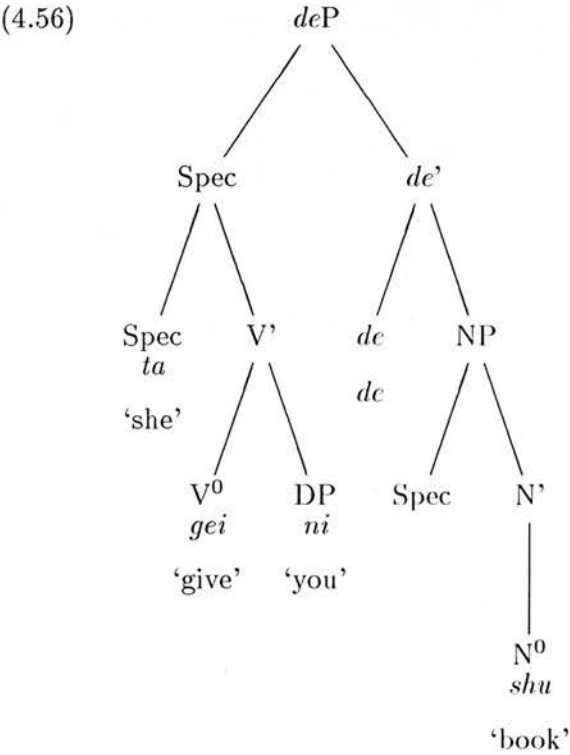 (4.56) deP
Spec de'
Spec V' de NP
ta
de
'she'
V⁰ DP Spec N'
gei ni
'give' 'you'
N⁰
shu
'book'